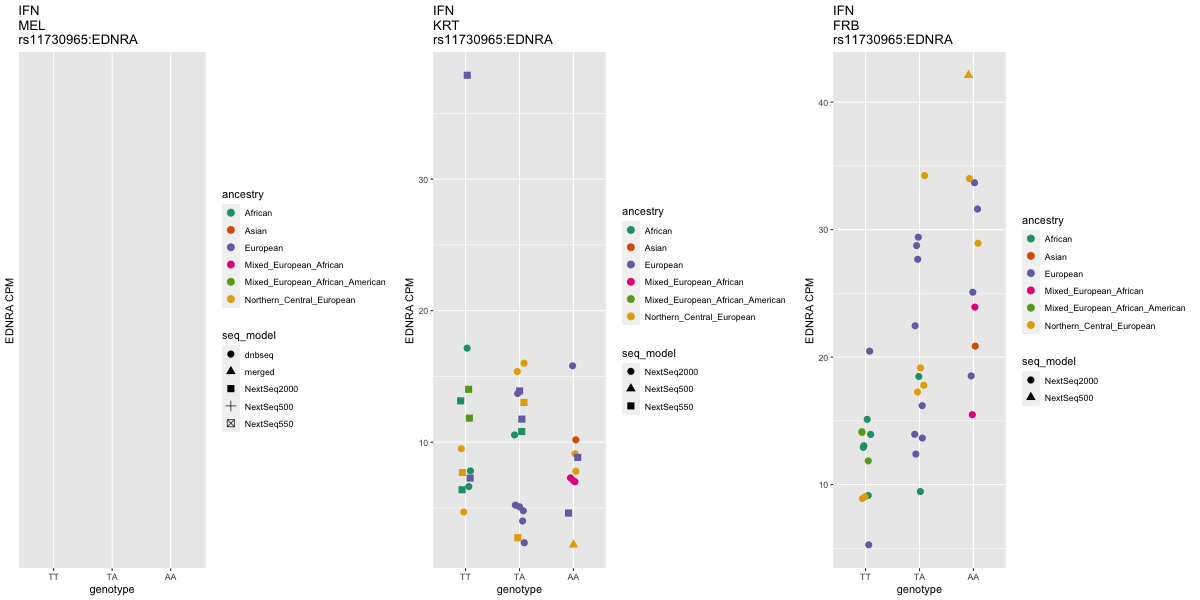 IFN
MEL
rs11730965:EDNRA
EDNRA CPM
TT TA AA
genotype
ancestry
African
Asian
European
Mixed_European_African
Mixed_European_African_American
Northern_Central_European
seq_model
dnbseq
merged
NextSeq2000
NextSeq500
NextSeq550
IFN
KRT
rs11730965:EDNRA
EDNRA CPM
30
20
10
TT TA AA
genotype
ancestry
African
Asian
European
Mixed_European_African
Mixed_European_African_American
Northern_Central_European
seq_model
NextSeq2000
NextSeq500
NextSeq550
IFN
FRB
rs11730965:EDNRA
EDNRA CPM
40
30
20
10
TT TA AA
genotype
ancestry
African
Asian
European
Mixed_European_African
Mixed_European_African_American
Northern_Central_European
seq_model
NextSeq2000
NextSeq500